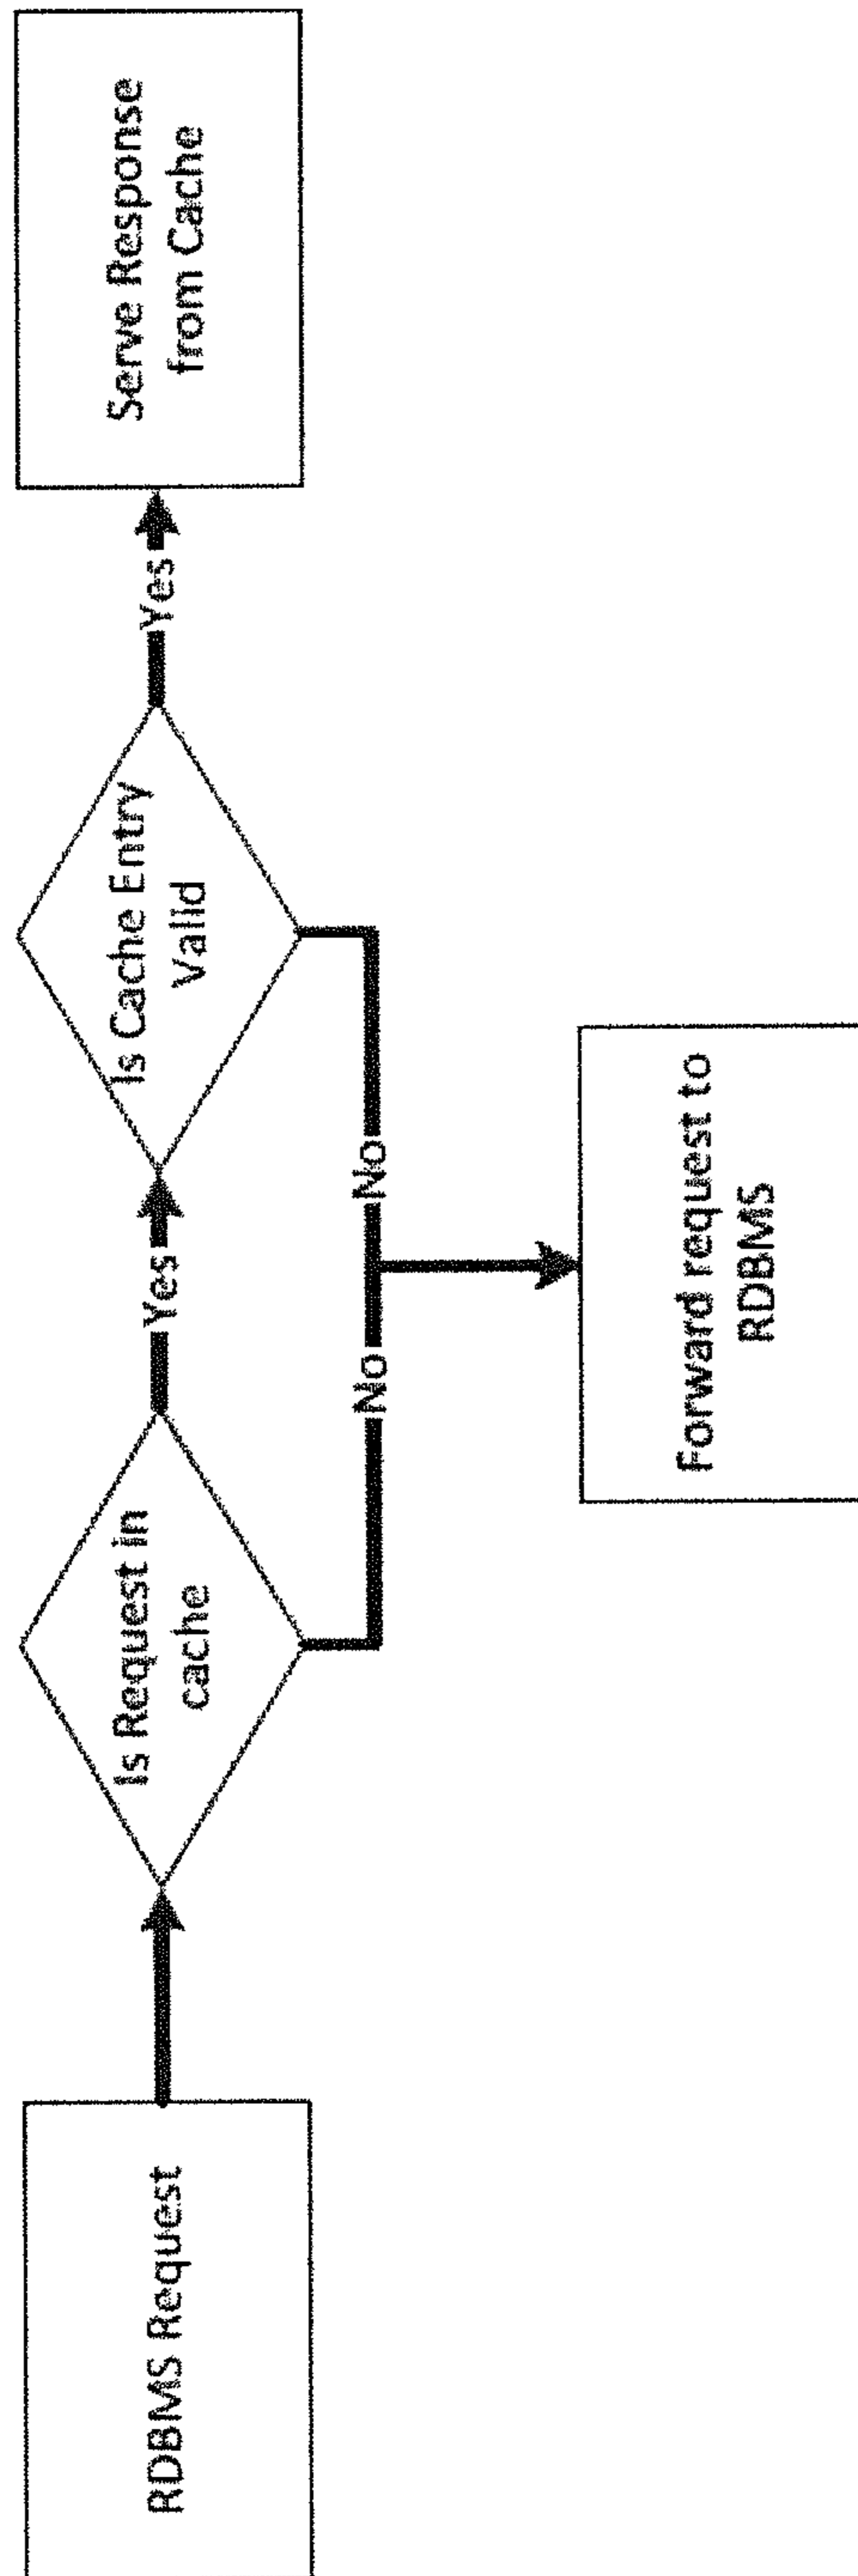 RDBMS Request
Is Request in
cache
Yes
Is Cache Entry
Valid
Yes
Serve Response
from Cache
No
No
Forward request to
RDBMS